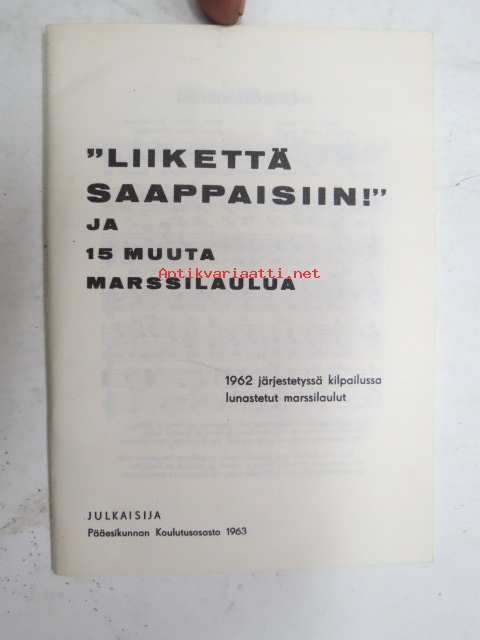 "LIIKETTÄ
SAAPPAISIIN!"
JA
15 MUUTA
Antikvariaatti.net
MARSSILAULUA
1962 järjestetyssä kilpailussa
lunastetut marssilaulut
JULKAISIJA
Pääesikunnan Koulutusosasto 1963